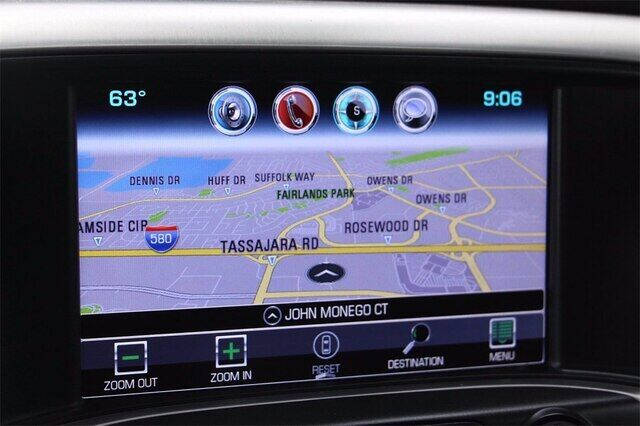 63° S 9:06
DENNIS DR HUFF DR SUFFOLK WAY OWENS DR
FAIRLANDS PARK OWENS DR
AMSIDE CIR 580 ROSEWOOD DR
TASSAJARA RD
JOHN MONEGO CT
ZOOM OUT ZOOM IN RESET DESTINATION MENU